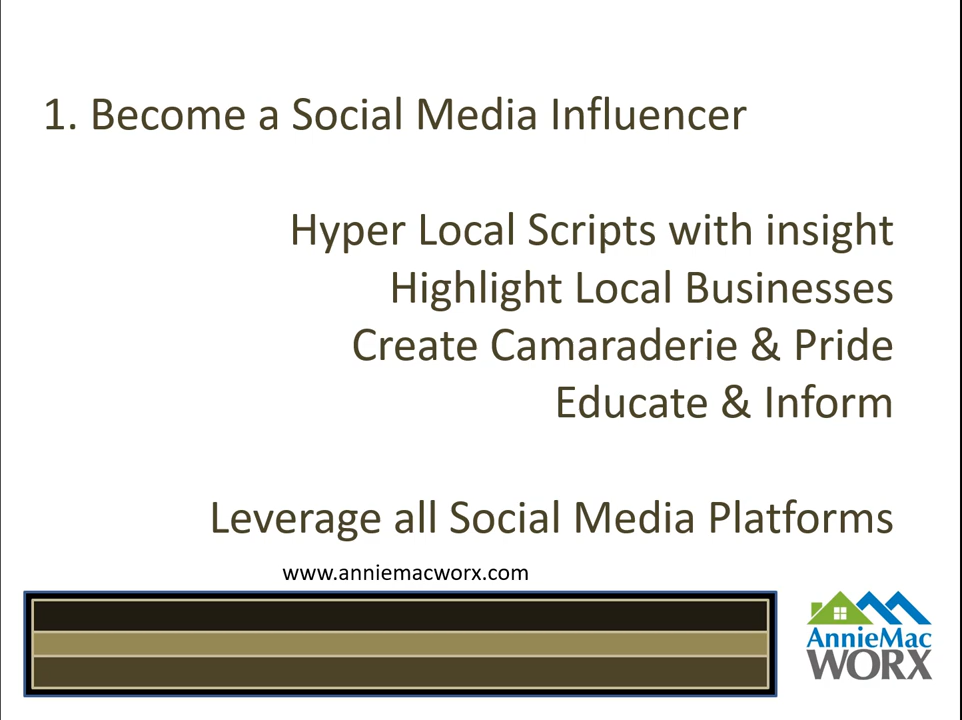 1. Become a Social Media Influencer
Hyper Local Scripts with insight
Highlight Local Businesses
Create Camaraderie & Pride
Educate & Inform
Leverage all Social Media Platforms
www.anniemacworx.com
AnnieMac
WORX